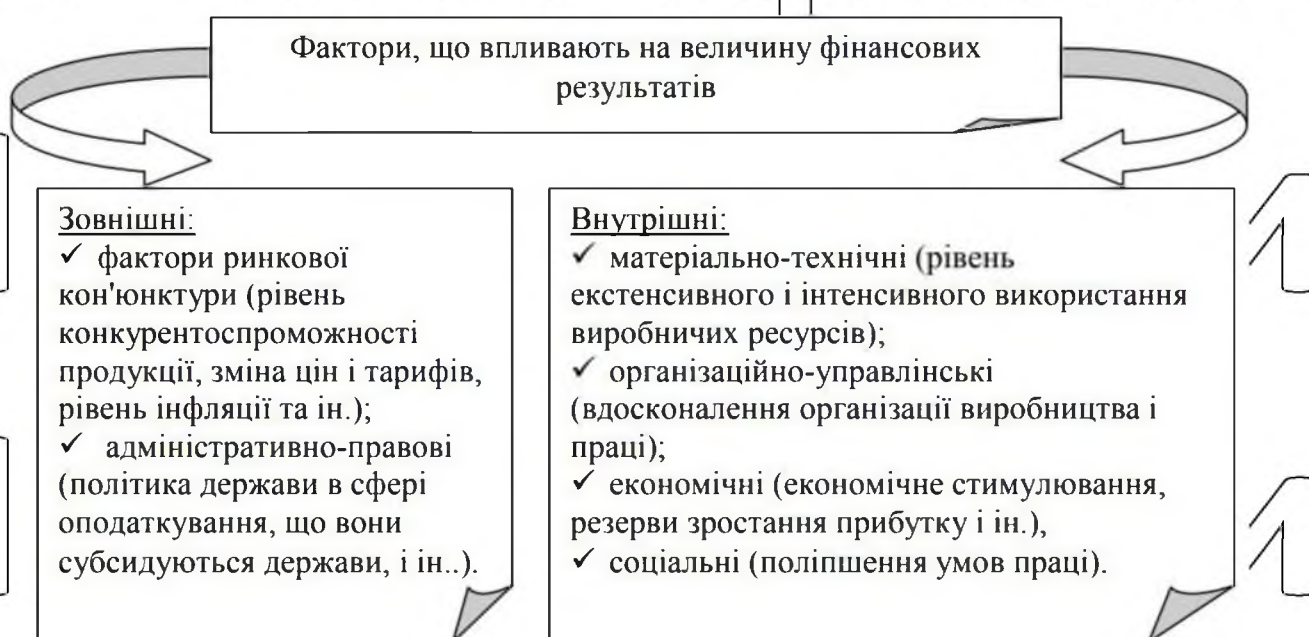 Фактори, що впливають на величину фінансових
результатів
Зовнішні:
✓ фактори ринкової
кон'юнктури (рівень
конкурентоспроможності
продукції, зміна цін і тарифів,
рівень інфляції та ін.);
✓ адміністративно-правові
(політика держави в сфері
оподаткування, що вони
субсидуються держави, і ін..).
Внутрішні:
✓ матеріально-технічні (рівень
екстенсивного і інтенсивного використання
виробничих ресурсів);
✓ організаційно-управлінські
(вдосконалення організації виробництва і
праці);
✓ економічні (економічне стимулювання,
резерви зростання прибутку і ін.),
✓ соціальні (поліпшення умов праці).